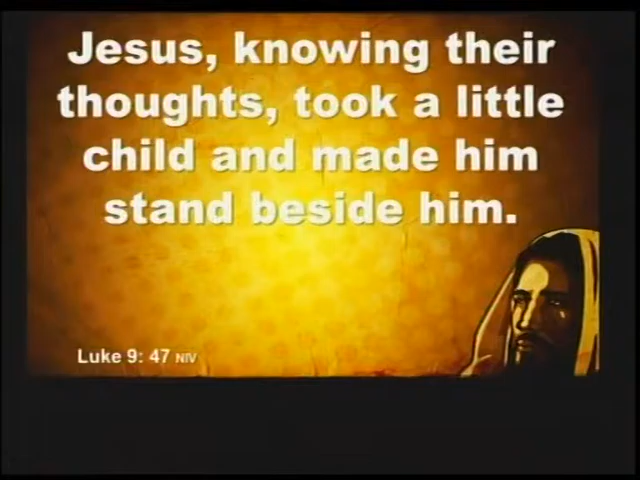 Jesus, knowing their
thoughts, took a little
child and made him
stand beside him.
Luke 9: 47 NIV